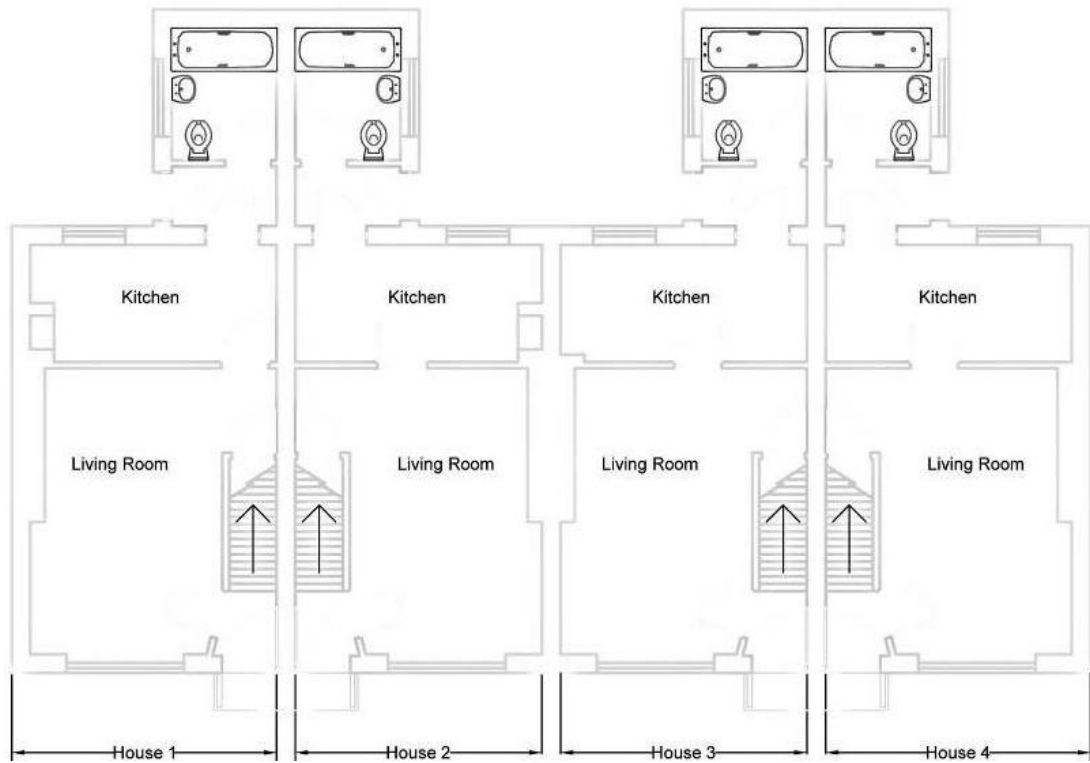 Kitchen
Kitchen
Kitchen
Kitchen
Living Room
Living Room
Living Room
Living Room
House 1
House 2
House 3
House 4